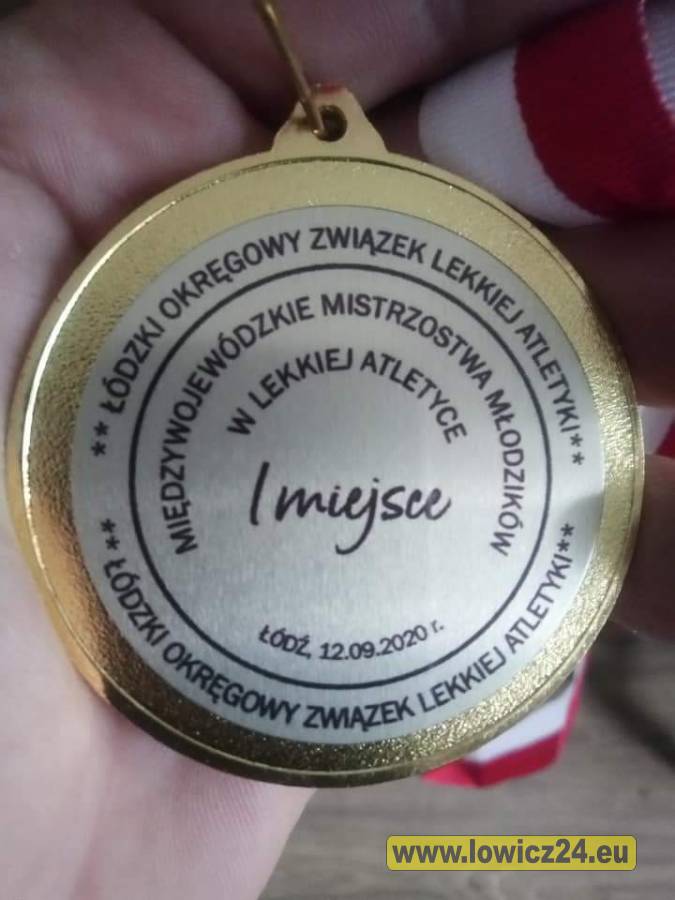 ** ŁÓDZKI OKRĘGOWY ZWIĄZEK LEKKIEJ ATLETYKI**
MIĘDZYWOJEWÓDZKIE MISTRZOSTWA MŁODZIKÓW
W LEKKIEJ ATLETYCE
I miejsce
ŁÓDŹ, 12.09.2020 r.
**ŁÓDZKI OKRĘGOWY ZWIĄZEK LEKKIEJ ATLETYKI**
www.lowicz24.eu